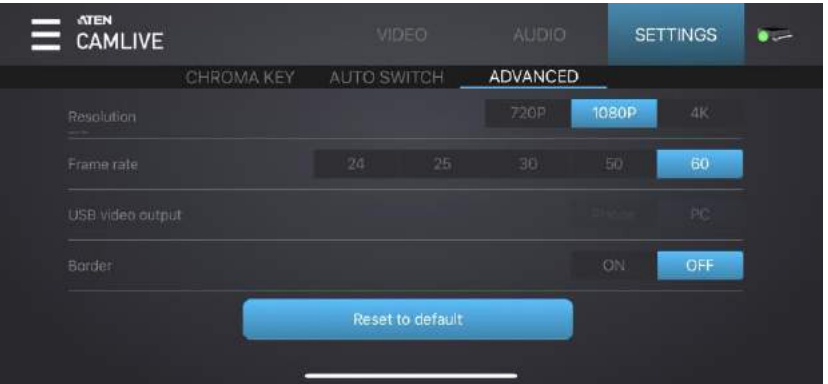 ATEN
CAMLIVE
VIDEO AUDIO SETTINGS
CHROMA KEY AUTO SWITCH ADVANCED
Resolution 720P 1080P 4K
Frame rate 24 25 30 50 60
USB video output Phone PC
Border ON OFF
Reset to default